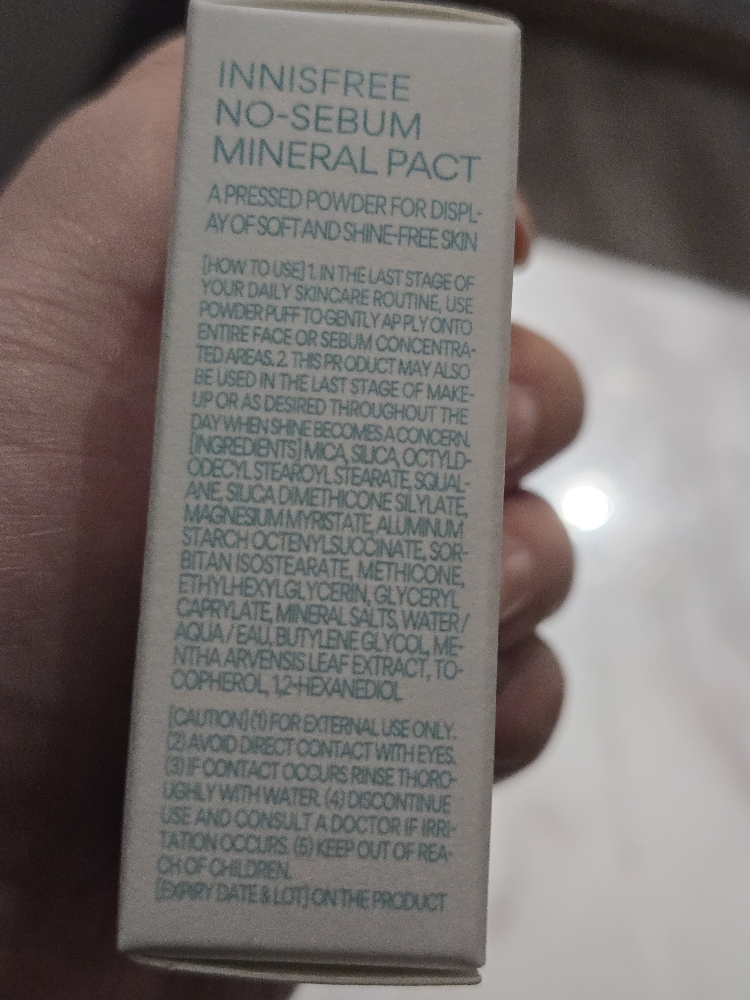 INNISFREE
NO-SEBUM
MINERAL PACT
A PRESSED POWDER FOR DISPL-
AY OF SOFT AND SHINE-FREE SKIN
[HOW TO USE] 1. IN THE LAST STAGE OF
YOUR DAILY SKINCARE ROUTINE, USE
POWDER PUFF TO GENTLY APPLY ONTO
ENTIRE FACE OR SEBUM CONCENTRA-
TED AREAS. 2. THIS PRODUCT MAY ALSO
BE USED IN THE LAST STAGE OF MAKE-
UP OR AS DESIRED THROUGHOUT THE
DAY WHEN SHINE BECOMES A CONCERN.
[INGREDIENTS] MICA, SILICA, OCTYLD-
ODECYL STEAROYL STEARATE, SQUAL-
ANE, SILICA DIMETHICONE SILYLATE,
MAGNESIUM MYRISTATE, ALUMINUM
STARCH OCTENYLSUCCINATE, SOR-
BITAN ISOSTEARATE, METHICONE,
ETHYLHEXYLGLYCERIN, GLYCERYL
CAPRYLATE, MINERAL SALTS, WATER /
AQUA / EAU, BUTYLENE GLYCOL, ME-
NTHA ARVENSIS LEAF EXTRACT, TO-
COPHEROL, 1,2-HEXANEDIOL
[CAUTION] (1) FOR EXTERNAL USE ONLY.
(2) AVOID DIRECT CONTACT WITH EYES.
(3) IF CONTACT OCCURS RINSE THORO-
UGHLY WITH WATER. (4) DISCONTINUE
USE AND CONSULT A DOCTOR IF IRRI-
TATION OCCURS. (5) KEEP OUT OF REA-
CH OF CHILDREN.
[EXPIRY DATE & LOT] ON THE PRODUCT